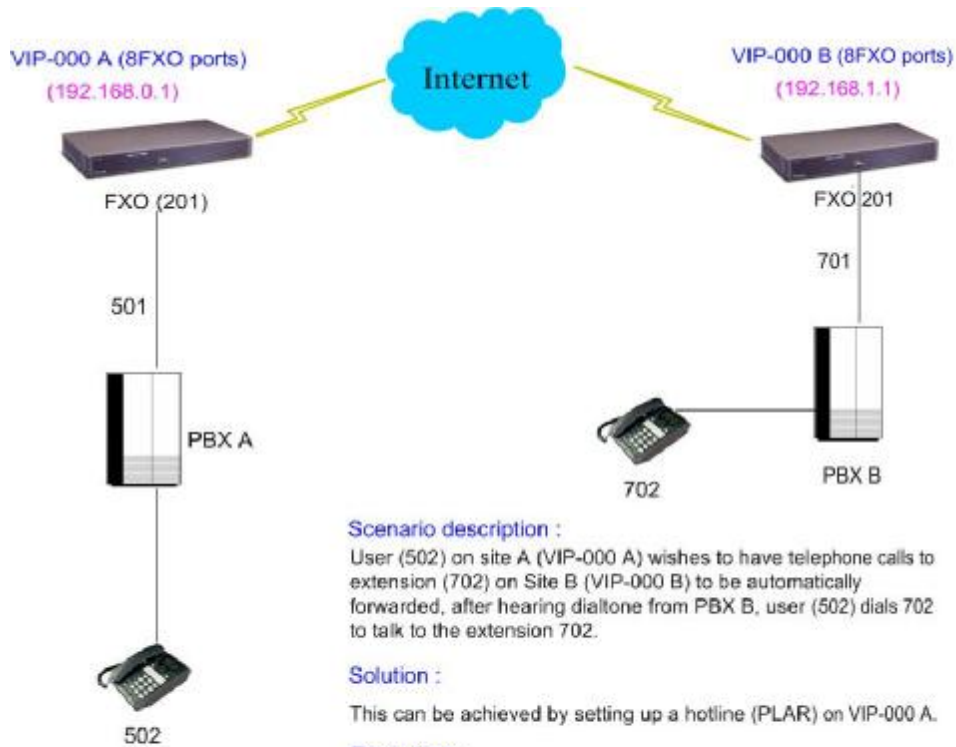 VIP-000 A (8FXO ports)
(192.168.0.1)
Internet
VIP-000 B (8FXO ports)
(192.168.1.1)
FXO (201)
FXO 201
501
701
PBX A
PBX B
702
502
Scenario description :
User (502) on site A (VIP-000 A) wishes to have telephone calls to
extension (702) on Site B (VIP-000 B) to be automatically
forwarded, after hearing dialtone from PBX B, user (502) dials 702
to talk to the extension 702.
Solution :
This can be achieved by setting up a hotline (PLAR) on VIP-000 A.